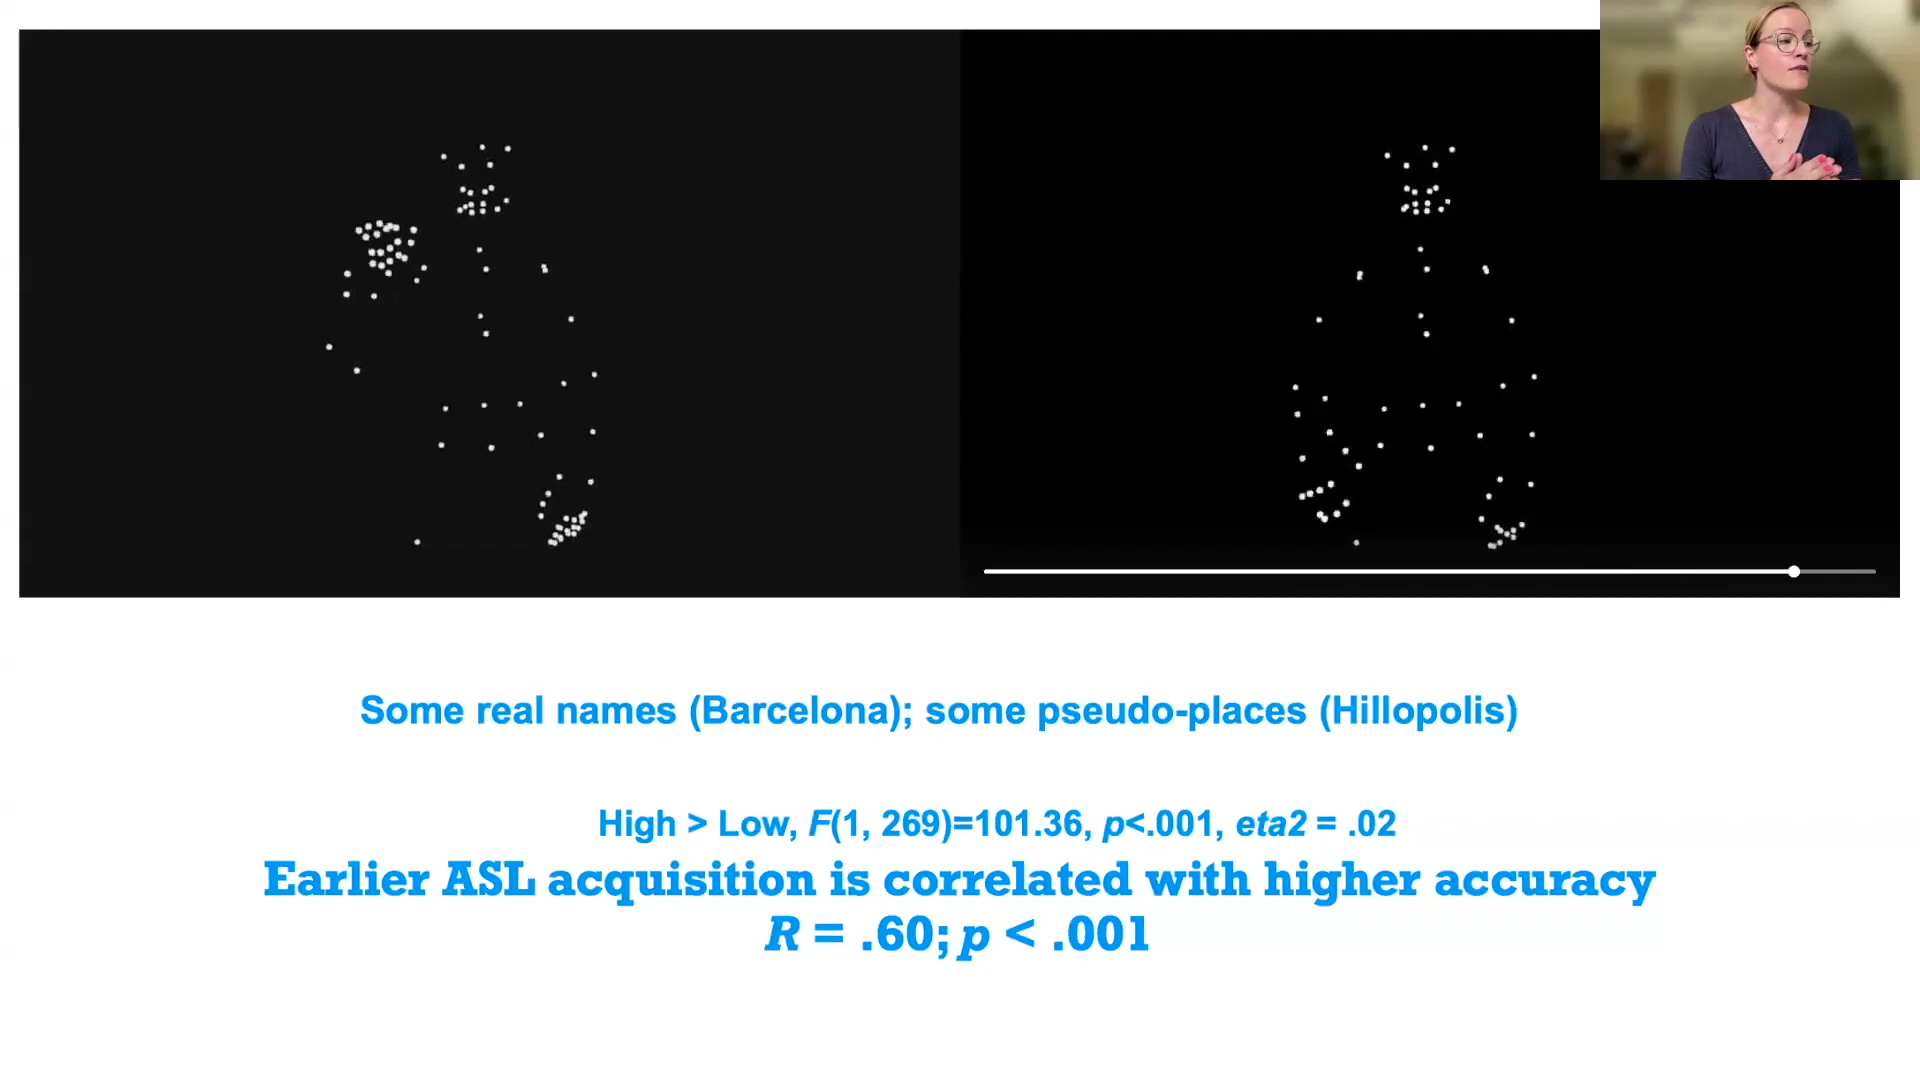 Some real names (Barcelona); some pseudo-places (Hillopolis)
High > Low, F(1, 269)=101.36, p<.001, eta2 = .02
Earlier ASL acquisition is correlated with higher accuracy
R = .60; p < .001